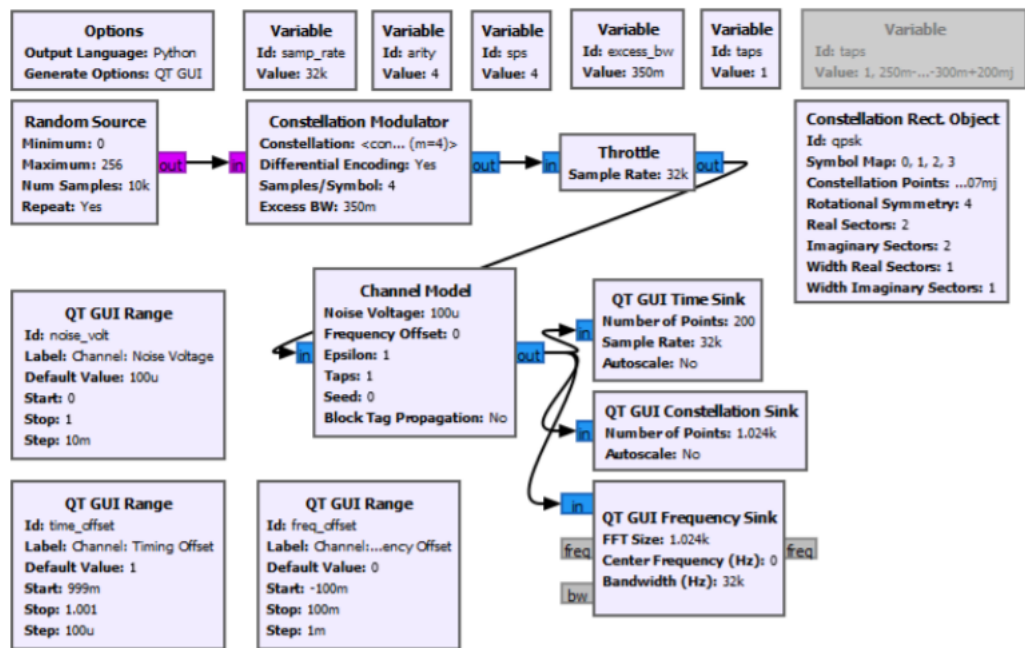 Options
Output Language: Python
Generate Options: QT GUI
Variable
Id: samp_rate
Value: 32k
Variable
Id: arity
Value: 4
Variable
Id: sps
Value: 4
Variable
Id: excess_bw
Value: 350m
Variable
Id: taps
Value: 1
Variable
Id: taps
Value: 1, 250m-...-300m+200mj
Random Source
Minimum: 0
Maximum: 256
Num Samples: 10k
Repeat: Yes
out
in
Constellation Modulator
Constellation: <con... (m=4)>
Differential Encoding: Yes
Samples/Symbol: 4
Excess BW: 350m
out
in
Throttle
Sample Rate: 32k
out
Constellation Rect. Object
Id: qpsk
Symbol Map: 0, 1, 2, 3
Constellation Points: ...07mj
Rotational Symmetry: 4
Real Sectors: 2
Imaginary Sectors: 2
Width Real Sectors: 1
Width Imaginary Sectors: 1
QT GUI Range
Id: noise_volt
Label: Channel: Noise Voltage
Default Value: 100u
Start: 0
Stop: 1
Step: 10m
in
Channel Model
Noise Voltage: 100u
Frequency Offset: 0
Epsilon: 1
Taps: 1
Seed: 0
Block Tag Propagation: No
out
in
QT GUI Time Sink
Number of Points: 200
Sample Rate: 32k
Autoscale: No
in
QT GUI Constellation Sink
Number of Points: 1.024k
Autoscale: No
QT GUI Range
Id: time_offset
Label: Channel: Timing Offset
Default Value: 1
Start: 999m
Stop: 1.001
Step: 100u
QT GUI Range
Id: freq_offset
Label: Channel:...ency Offset
Default Value: 0
Start: -100m
Stop: 100m
Step: 1m
in
freq
bw
QT GUI Frequency Sink
FFT Size: 1.024k
Center Frequency (Hz): 0
Bandwidth (Hz): 32k
freq